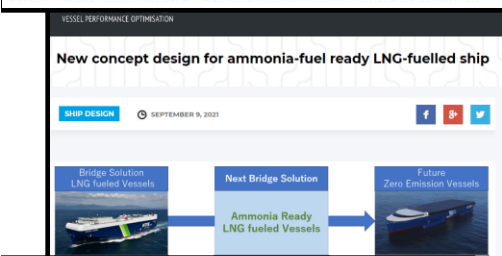 VESSEL PERFORMANCE OPTIMISATION
New concept design for ammonia-fuel ready LNG-fuelled ship
SHIP DESIGN
SEPTEMBER 9, 2021
Bridge Solution
LNG fueled Vessels
Next Bridge Solution
Ammonia Ready
LNG fueled Vessels
Future
Zero Emission Vessels